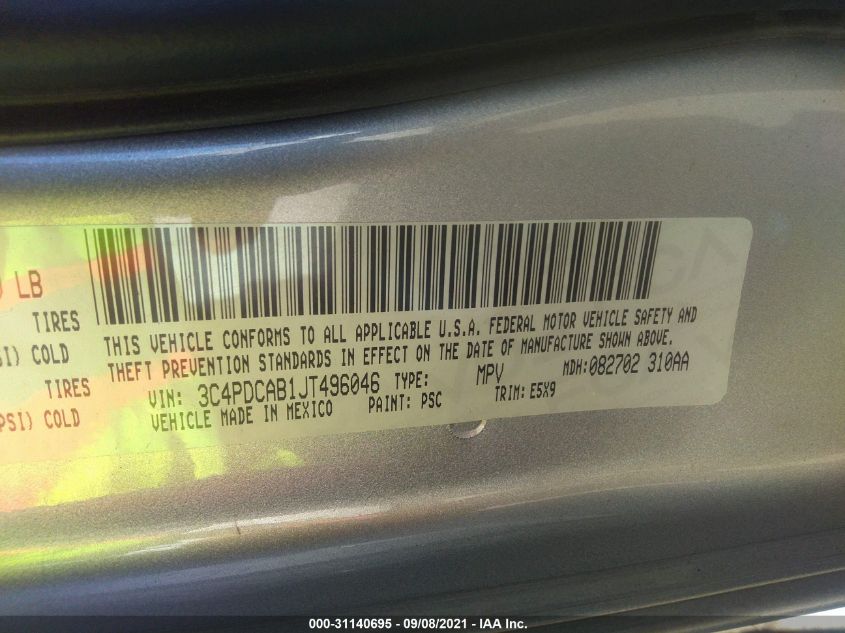 LB
TIRES
SI) COLD
TIRES
PSI) COLD
THIS VEHICLE CONFORMS TO ALL APPLICABLE U.S.A. FEDERAL MOTOR VEHICLE SAFETY AND
THEFT PREVENTION STANDARDS IN EFFECT ON THE DATE OF MANUFACTURE SHOWN ABOVE.
VIN: 3C4PDCAB1JT496046 TYPE: MPV MDH: 082702 310AA
VEHICLE MADE IN MEXICO PAINT: PSC TRIM: E5X9
000-31140695 - 09/08/2021 - IAA Inc.